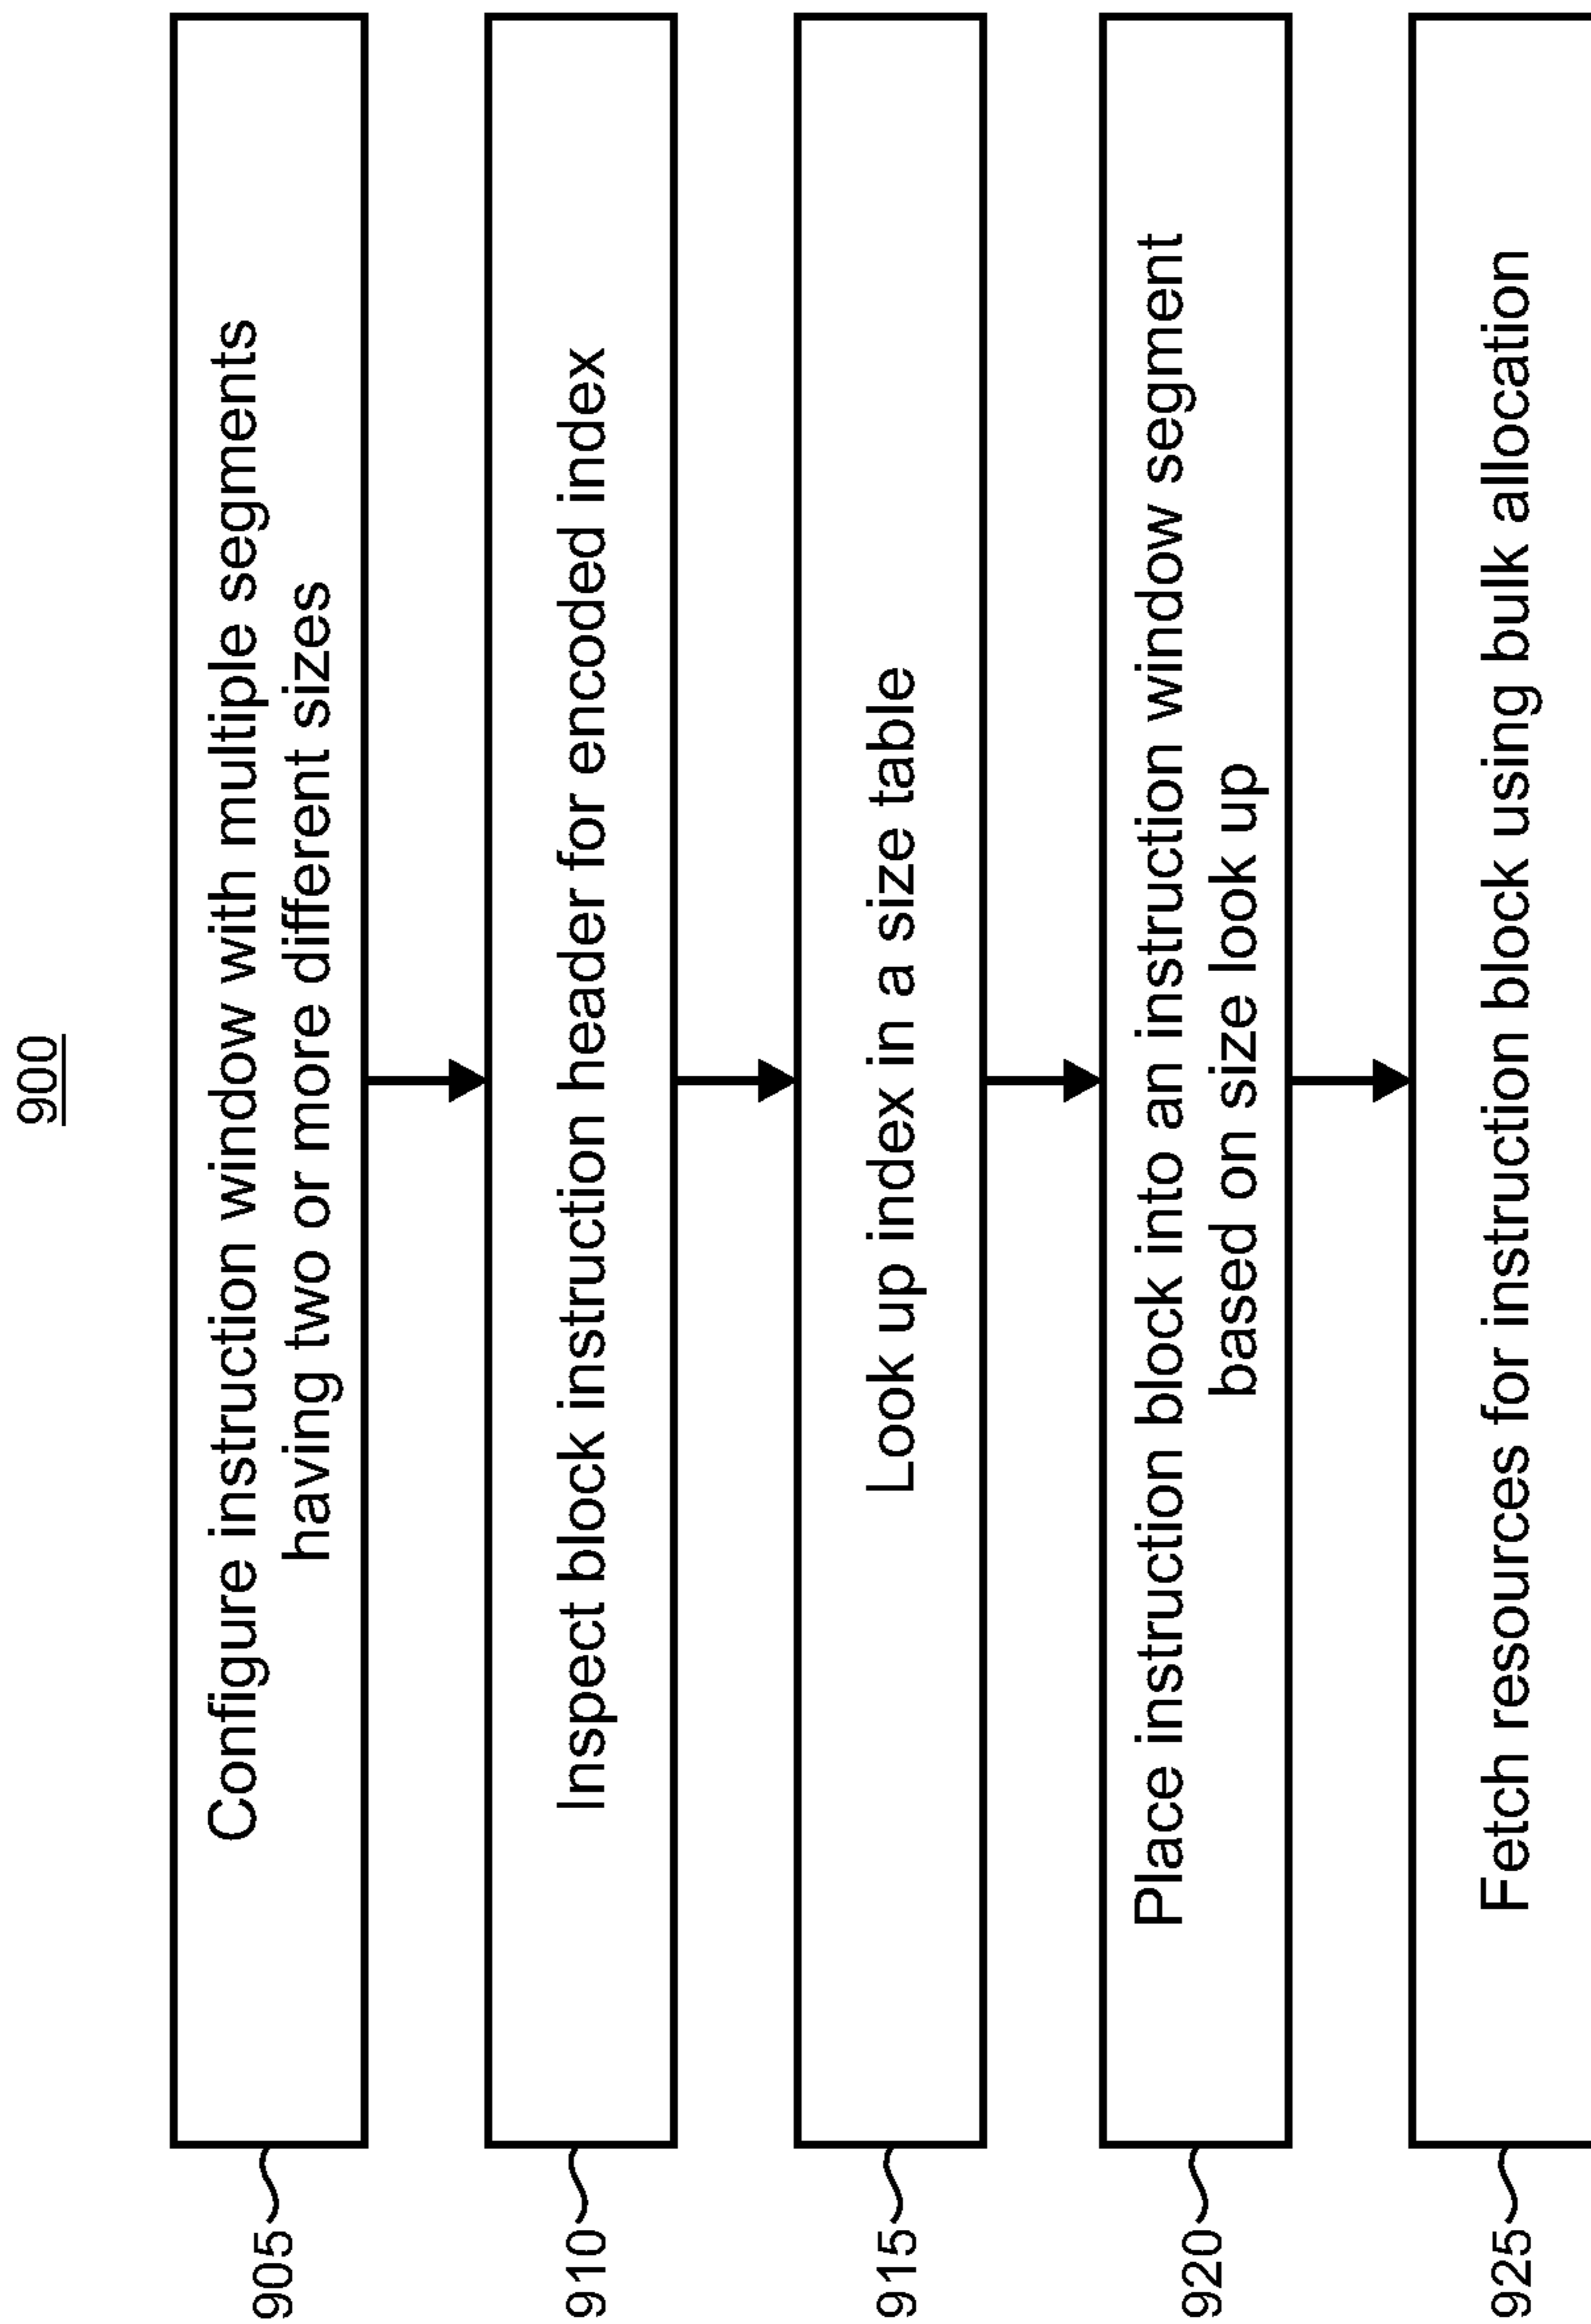 900
905
Configure instruction window with multiple segments
having two or more different sizes
910
Inspect block instruction header for encoded index
915
Look up index in a size table
920
Place instruction block into an instruction window segment
based on size look up
925
Fetch resources for instruction block using bulk allocation